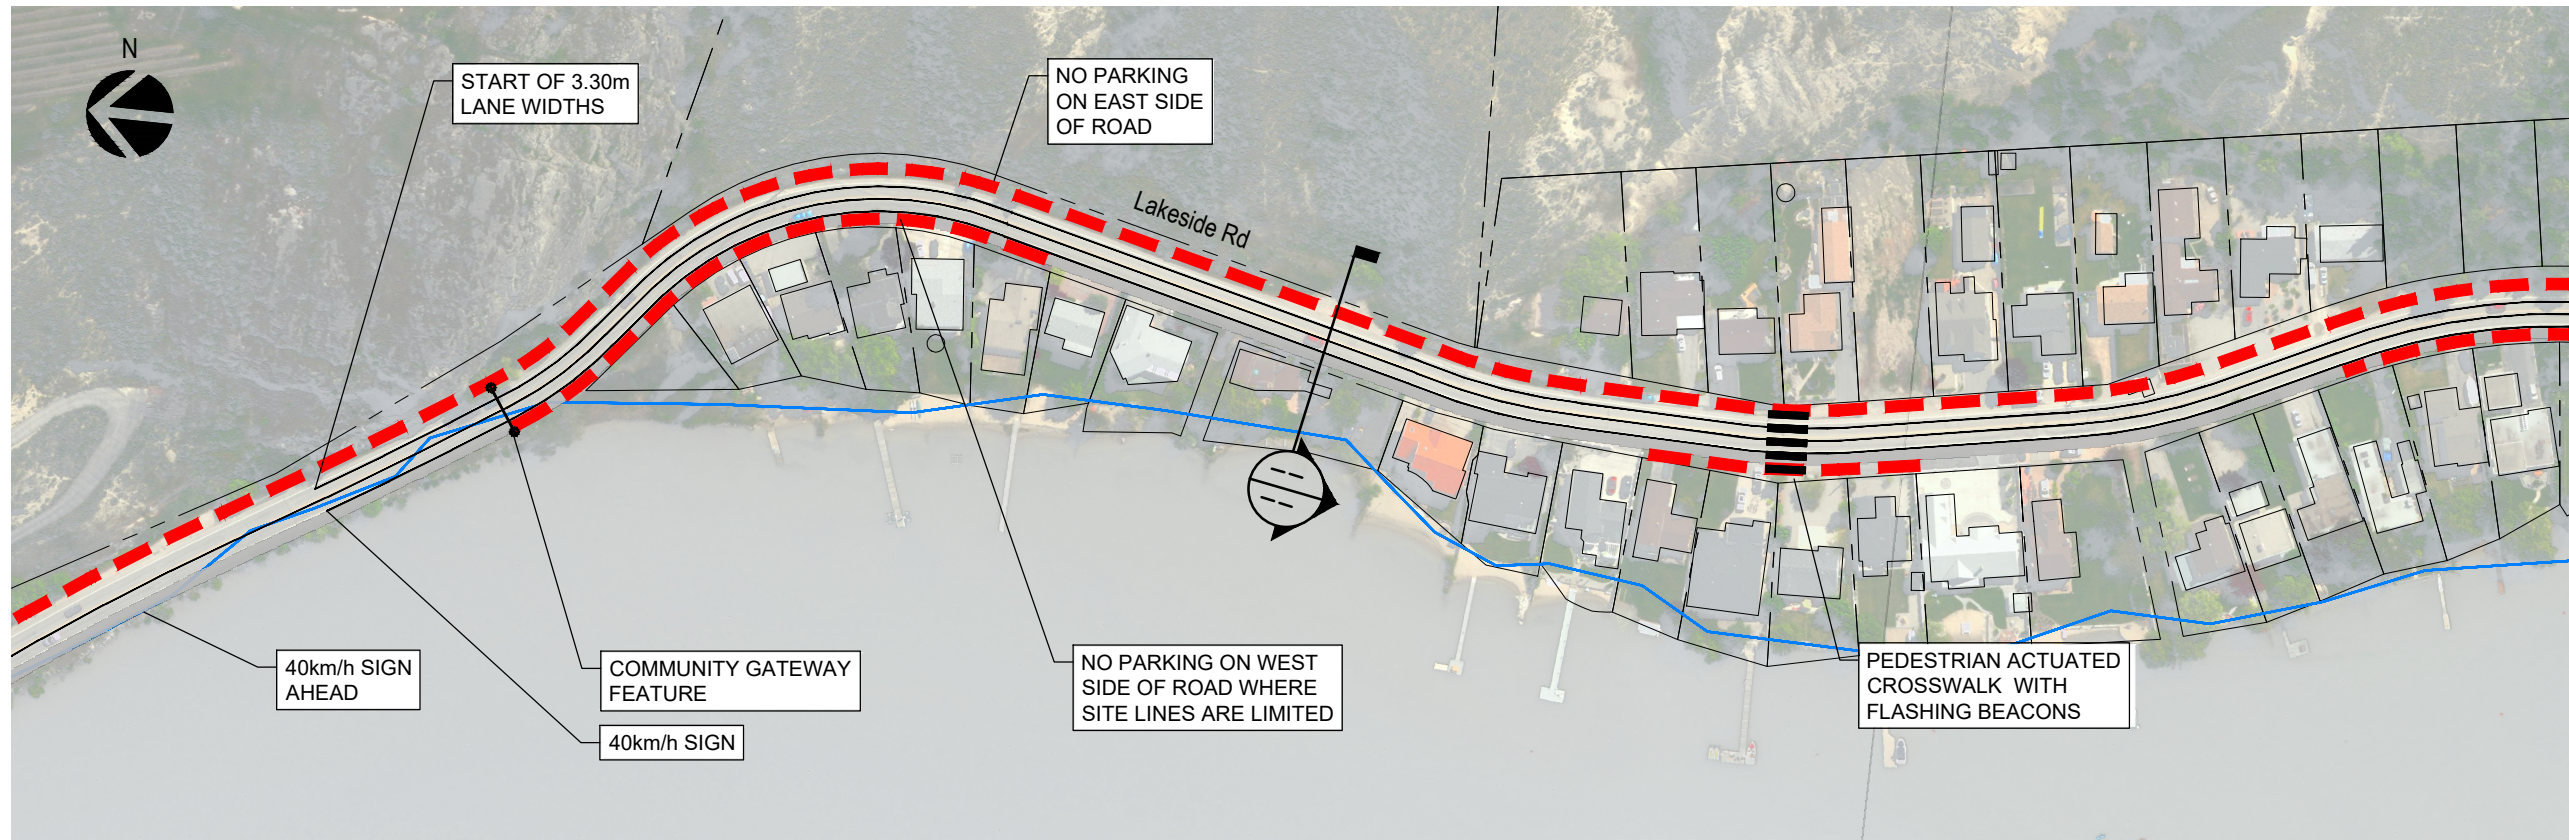 N
START OF 3.30m
LANE WIDTHS
NO PARKING
ON EAST SIDE
OF ROAD
Lakeside Rd
40km/h SIGN
AHEAD
COMMUNITY GATEWAY
FEATURE
40km/h SIGN
NO PARKING ON WEST
SIDE OF ROAD WHERE
SITE LINES ARE LIMITED
PEDESTRIAN ACTUATED
CROSSWALK WITH
FLASHING BEACONS